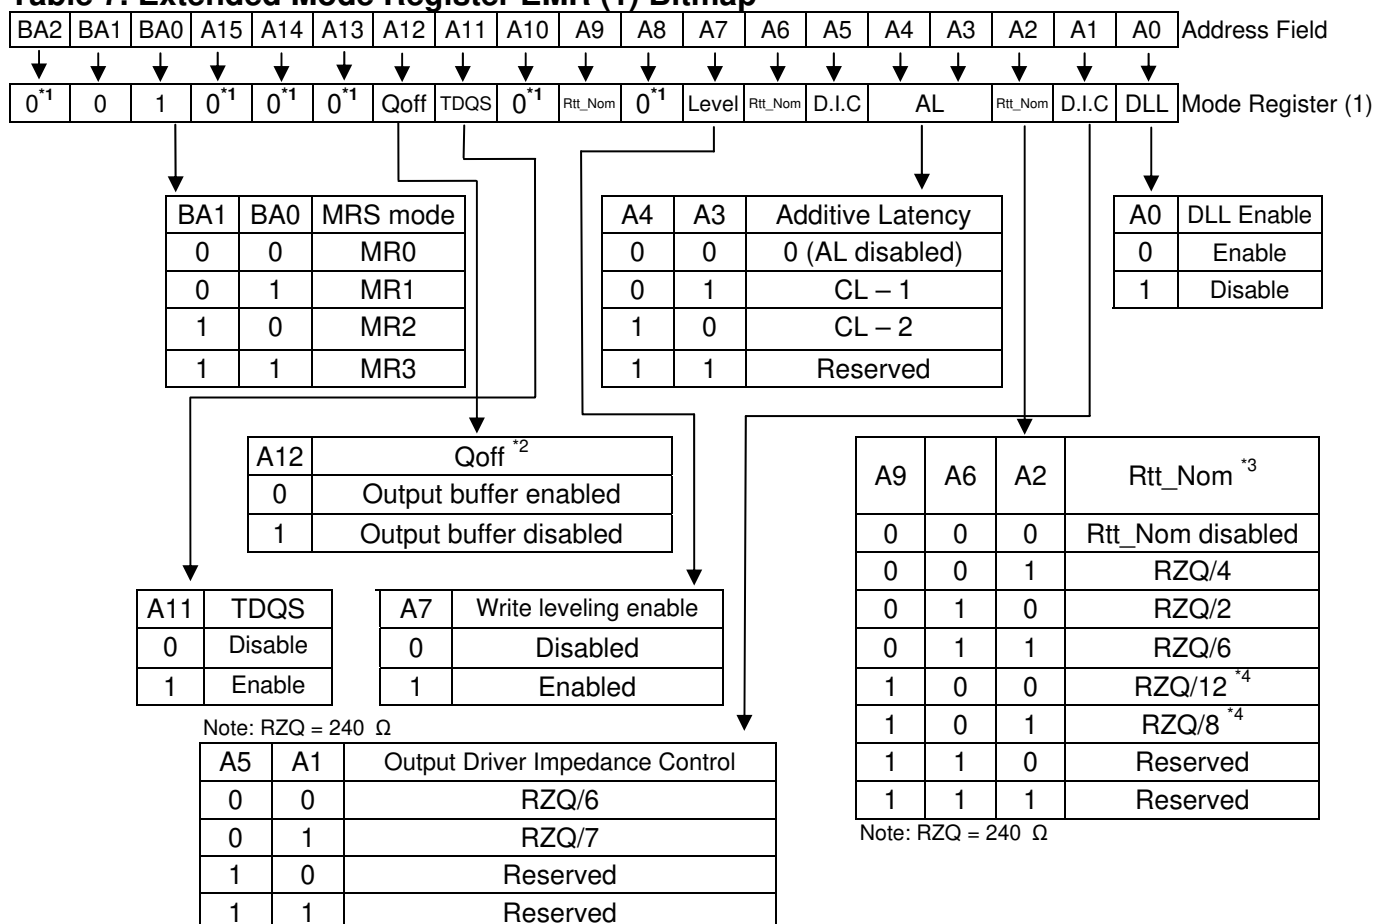 Table 7. Extended Mode Register EMR (1) Bitmap
BA2 BA1 BA0 A15 A14 A13 A12 A11 A10 A9 A8 A7 A6 A5 A4 A3 A2 A1 A0 Address Field
0*1 0 1 0*1 0*1 0*1 Qoff TDQS 0*1 Rtt_Nom 0*1 Level Rtt_Nom D.I.C AL Rtt_Nom D.I.C DLL Mode Register (1)
BA1 BA0 MRS mode
0 0 MR0
0 1 MR1
1 0 MR2
1 1 MR3
A4 A3 Additive Latency
0 0 0 (AL disabled)
0 1 CL – 1
1 0 CL – 2
1 1 Reserved
A0 DLL Enable
0 Enable
1 Disable
A12 Qoff *2
0 Output buffer enabled
1 Output buffer disabled
A9 A6 A2 Rtt_Nom *3
0 0 0 Rtt_Nom disabled
0 0 1 RZQ/4
0 1 0 RZQ/2
0 1 1 RZQ/6
1 0 0 RZQ/12 *4
1 0 1 RZQ/8 *4
1 1 0 Reserved
1 1 1 Reserved
Note: RZQ = 240 Ω
A11 TDQS
0 Disable
1 Enable
A7 Write leveling enable
0 Disabled
1 Enabled
Note: RZQ = 240 Ω
A5 A1 Output Driver Impedance Control
0 0 RZQ/6
0 1 RZQ/7
1 0 Reserved
1 1 Reserved